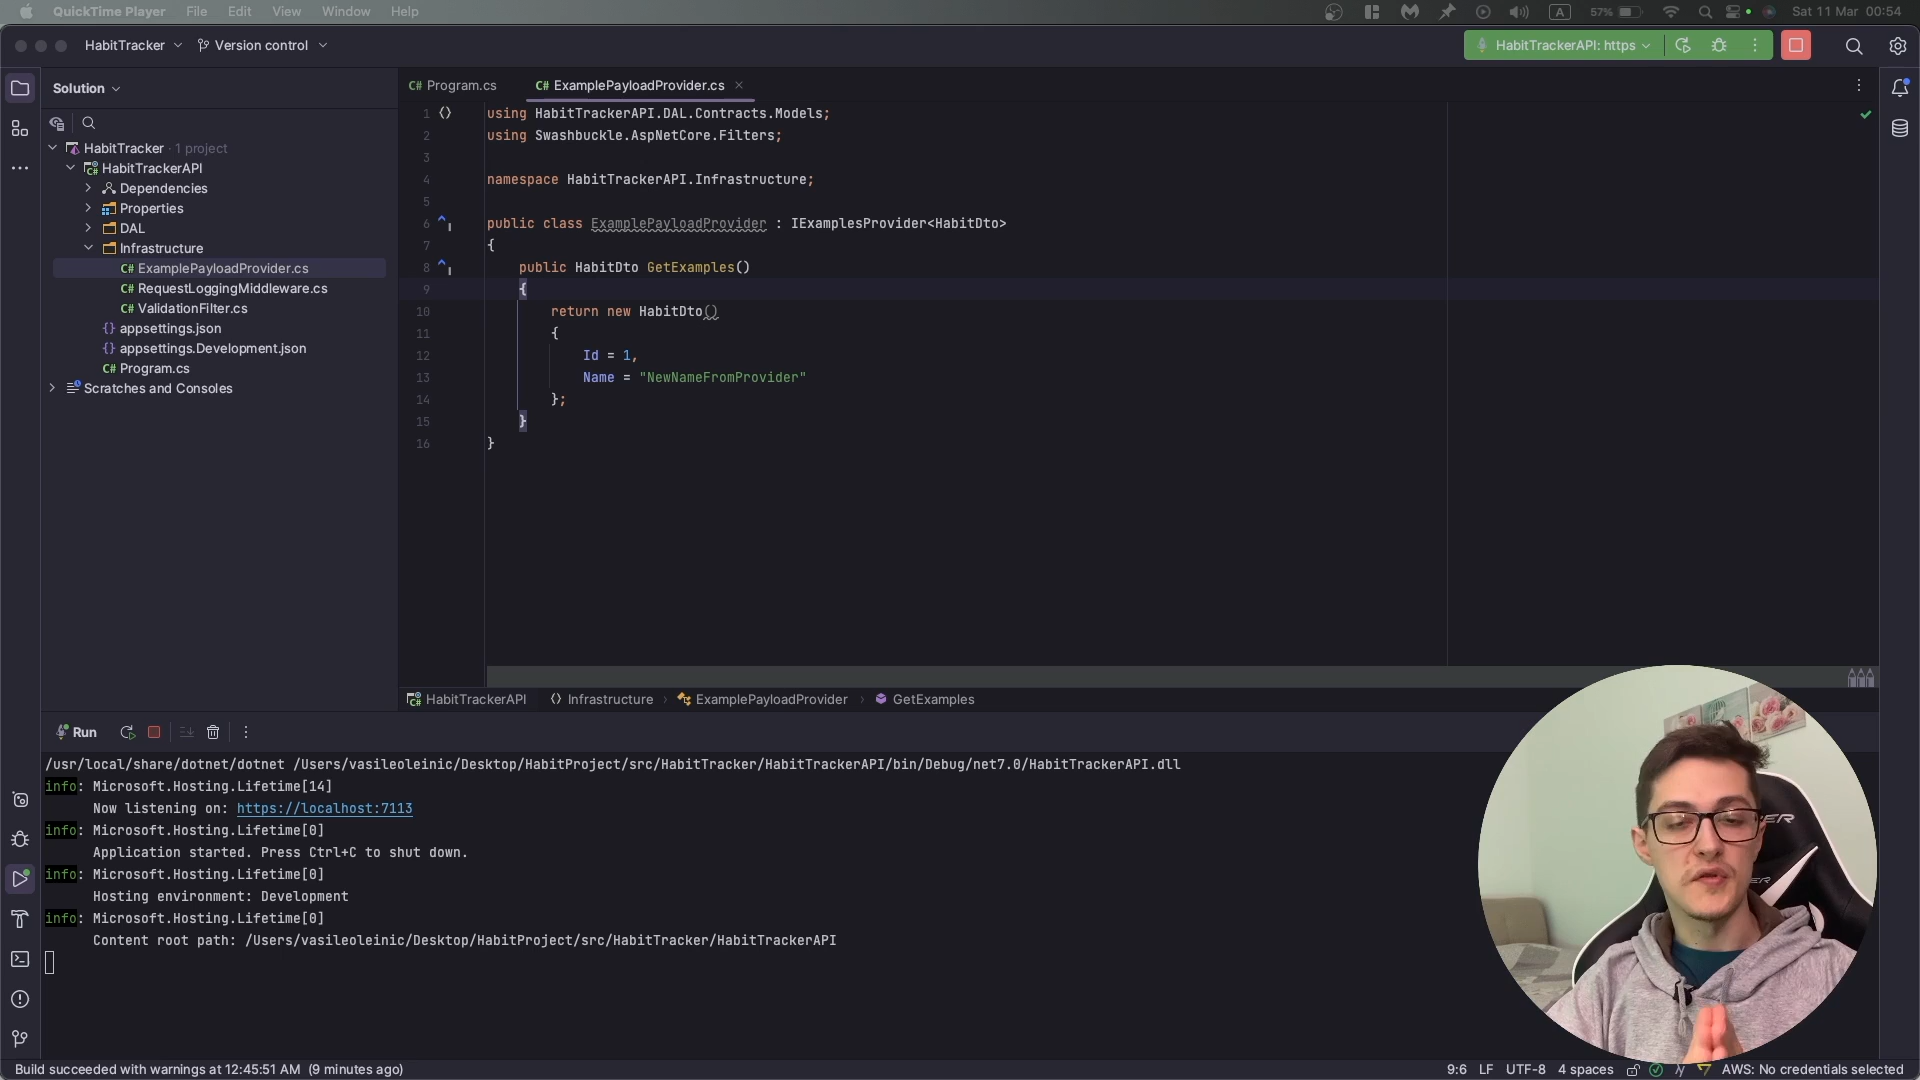 QuickTime Player File Edit View Window Help
A 57% Sat 11 Mar 00:54
HabitTracker Version control
HabitTrackerAPI: https
Solution
Program.cs ExamplePayloadProvider.cs
HabitTracker · 1 project
HabitTrackerAPI
Dependencies
Properties
DAL
Infrastructure
C# ExamplePayloadProvider.cs
C# RequestLoggingMiddleware.cs
C# ValidationFilter.cs
{} appsettings.json
{} appsettings.Development.json
C# Program.cs
Scratches and Consoles
1 using HabitTrackerAPI.DAL.Contracts.Models;
2 using Swashbuckle.AspNetCore.Filters;
3
4 namespace HabitTrackerAPI.Infrastructure;
5
6 public class ExamplePayloadProvider : IExamplesProvider<HabitDto>
7 {
8 public HabitDto GetExamples()
9 {
10 return new HabitDto()
11 {
12 Id = 1,
13 Name = "NewNameFromProvider"
14 };
15 }
16 }
HabitTrackerAPI Infrastructure › ExamplePayloadProvider › GetExamples
Run
/usr/local/share/dotnet/dotnet /Users/vasileoleinic/Desktop/HabitProject/src/HabitTracker/HabitTrackerAPI/bin/Debug/net7.0/HabitTrackerAPI.dll
info: Microsoft.Hosting.Lifetime[14]
Now listening on: https://localhost:7113
info: Microsoft.Hosting.Lifetime[0]
Application started. Press Ctrl+C to shut down.
info: Microsoft.Hosting.Lifetime[0]
Hosting environment: Development
info: Microsoft.Hosting.Lifetime[0]
Content root path: /Users/vasileoleinic/Desktop/HabitProject/src/HabitTracker/HabitTrackerAPI
Build succeeded with warnings at 12:45:51 AM (9 minutes ago)
9:6 LF UTF-8 4 spaces AWS: No credentials selected